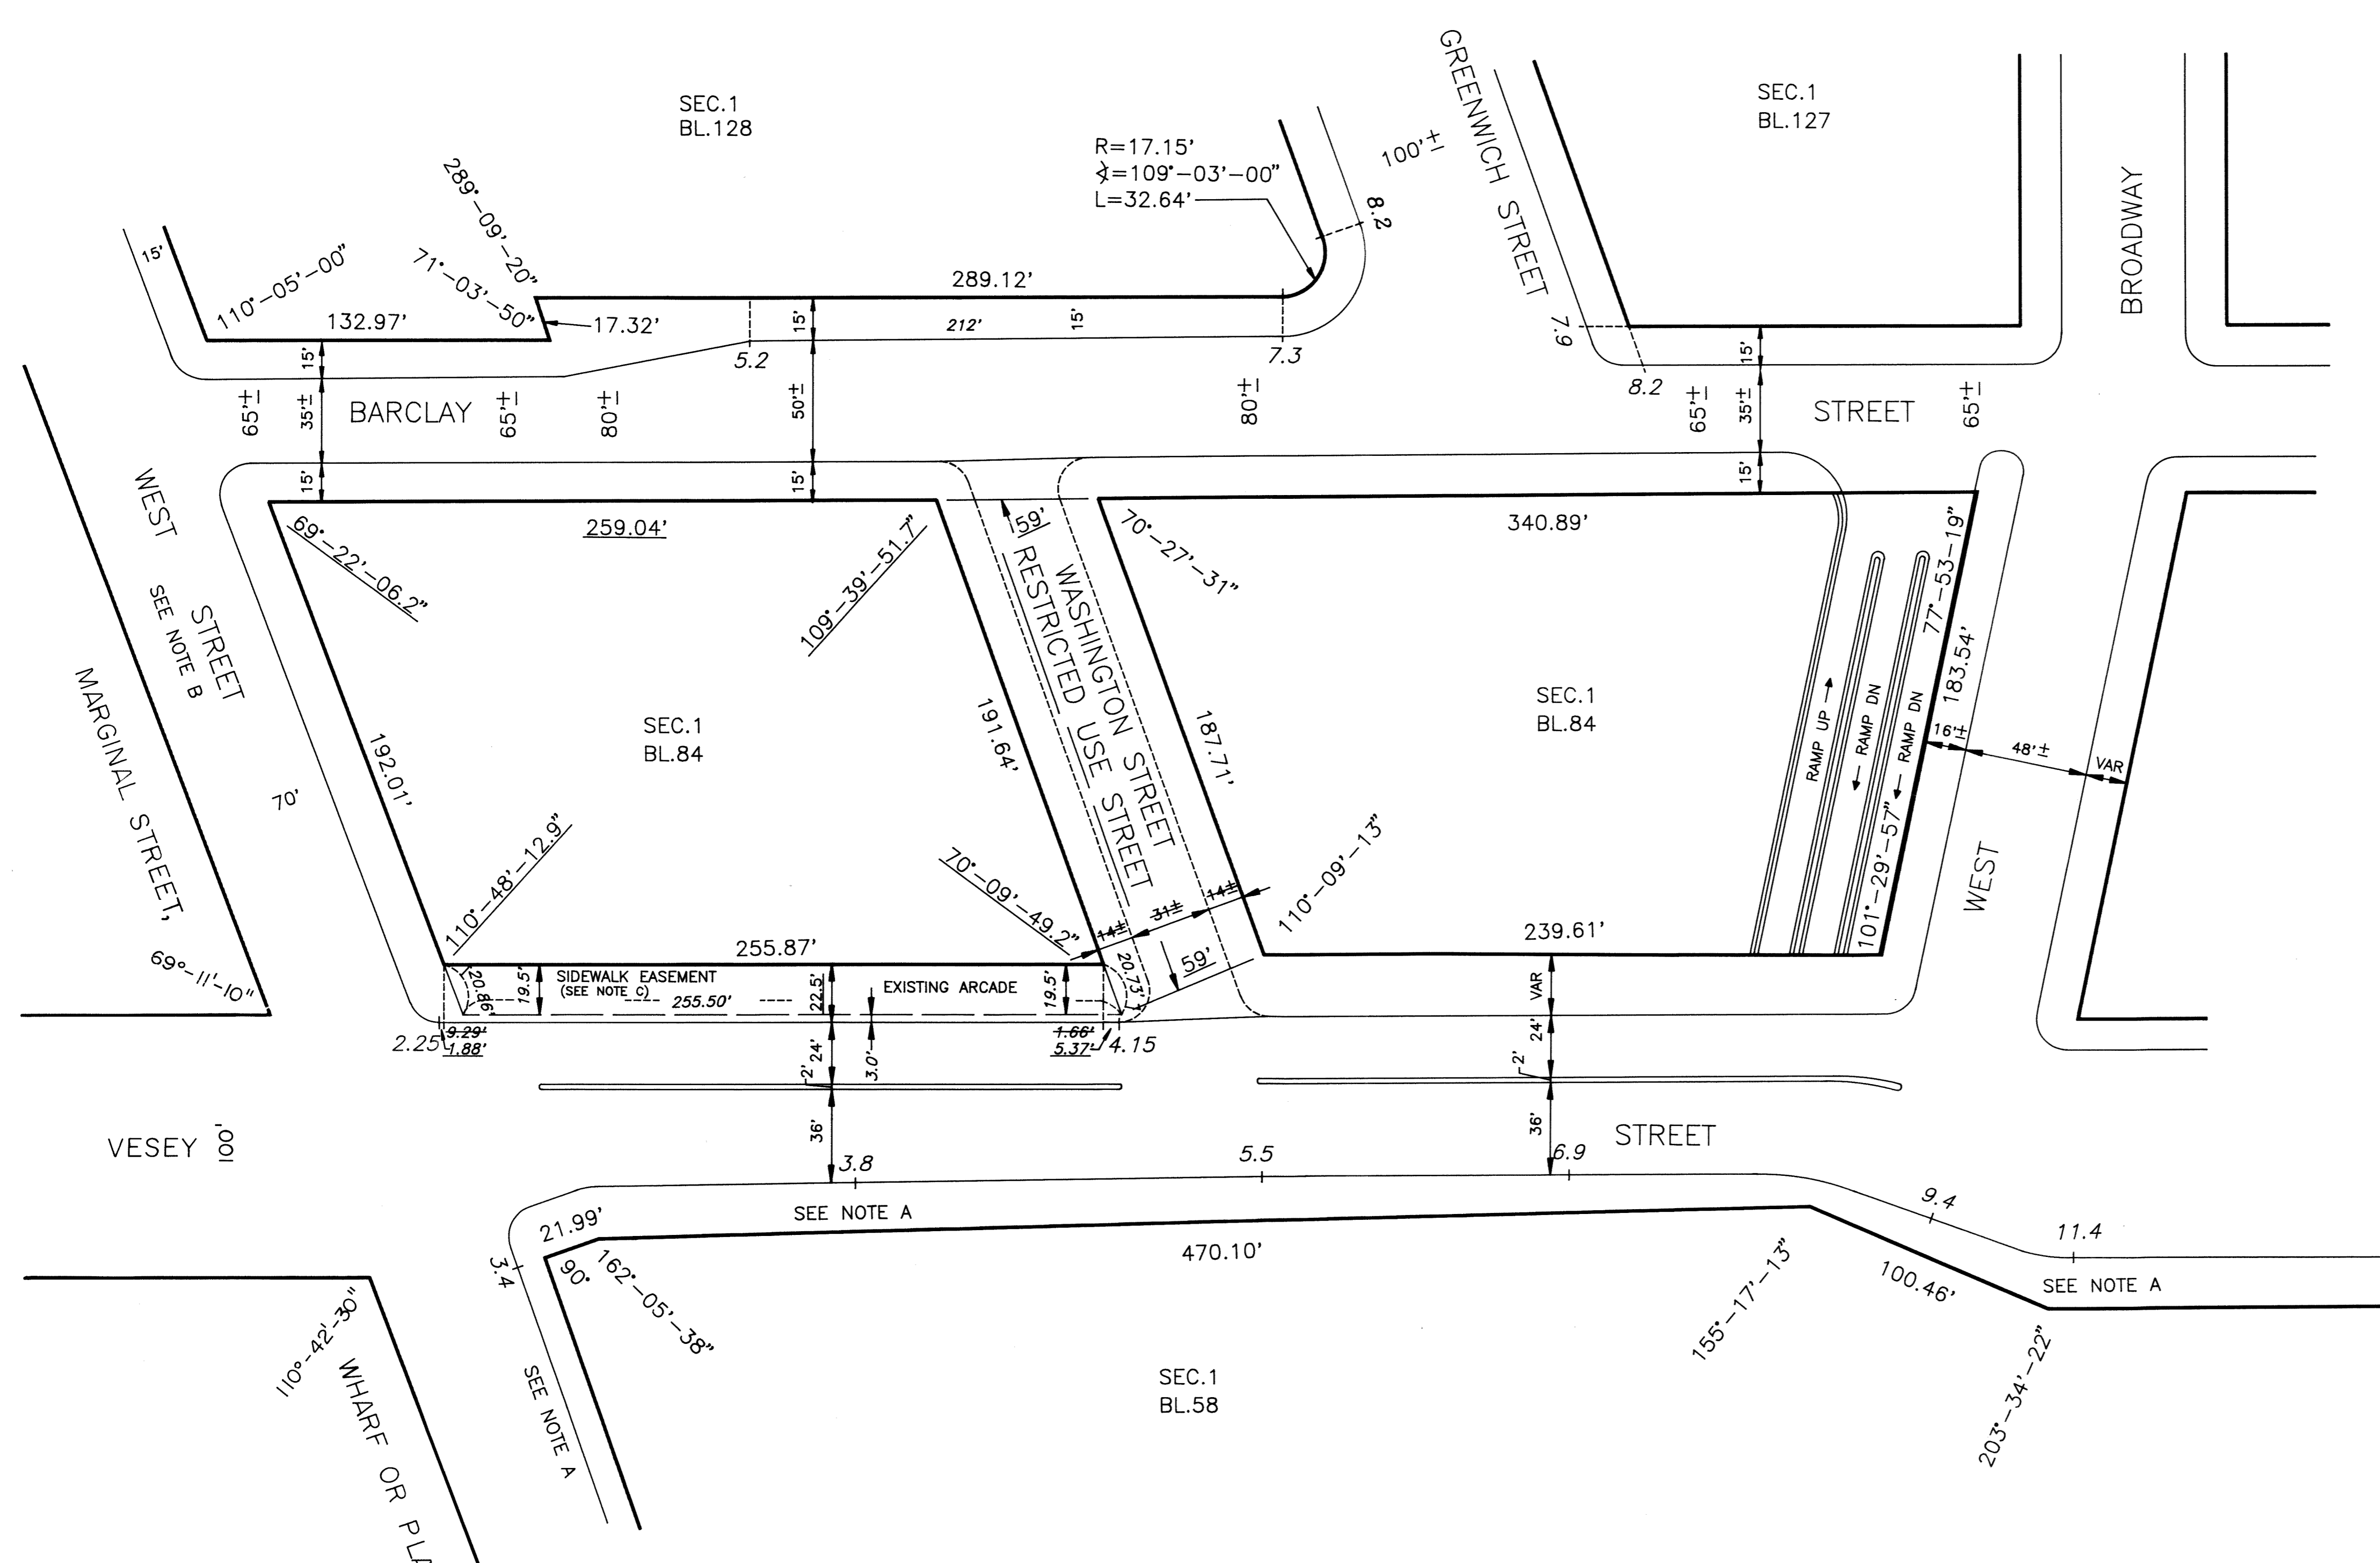 SEC.1
BL.128
SEC.1
BL.127
GREENWICH STREET
100'±
BROADWAY
R=17.15'
∢=109°-03'-00"
L=32.64'
8.2
289°-09'-20"
71°-03'-50"
110°-05'-00"
15'
132.97'
17.32'
289.12'
212'
15'
15'
5.2
7.3
7.9
8.2
15'
35'±
15'
65'±
BARCLAY
65'±
80'±
50'±
15'
80'±
65'±
15'
35'±
15'
STREET
65'±
WEST STREET
SEE NOTE B
MARGINAL STREET,
69°-11'-10"
70'
69°-22'-06.2"
259.04'
109°-39'-51.7"
59'
WASHINGTON STREET
RESTRICTED USE STREET
70°-27'-31"
340.89'
77°-53'-19"
183.54'
192.01'
SEC.1
BL.84
191.64'
187.71'
SEC.1
BL.84
RAMP UP
RAMP DN
RAMP DN
16'±
48'±
VAR
WEST
110°-48'-12.9"
70°-09'-49.2"
14±
31±
14±
59'
110°-09'-13"
101°-29'-57"
255.87'
239.61'
20.86'
19.5'
SIDEWALK EASEMENT
(SEE NOTE C)
255.50'
22.5'
EXISTING ARCADE
19.5'
20.73'
VAR
2.25
9.29'
1.88'
1.66'
5.37'
4.15
24'
2'
3.0'
24'
2'
36'
36'
VESEY
100'
STREET
3.8
5.5
6.9
9.4
11.4
SEE NOTE A
SEE NOTE A
21.99'
3.4
90°
162°-05'-38"
470.10'
155°-17'-13"
100.46'
203°-34'-22"
110°-42'-30"
WHARF OR
SEE NOTE A
SEC.1
BL.58